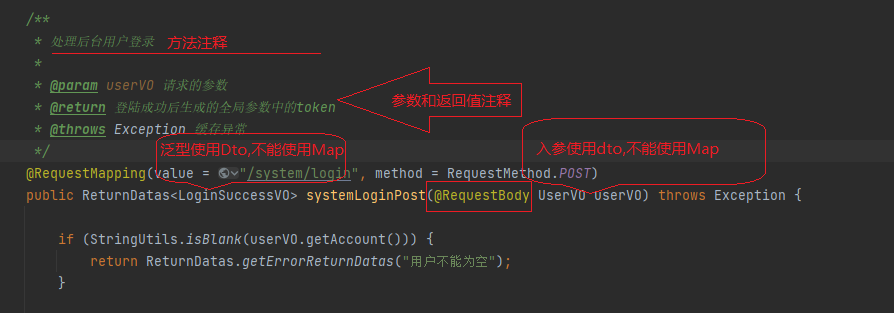 /**
* 处理后台用户登录 方法注释
*
* @param userVO 请求的参数
* @return 登陆成功后生成的全局参数中的token
参数和返回值注释
* @throws Exception 缓存异常
*/
泛型使用Dto,不能使用Map
入参使用dto,不能使用Map
@RequestMapping(value = "/system/login", method = RequestMethod.POST)
public ReturnDatas<LoginSuccessVO> systemLoginPost(@RequestBody UserVO userVO) throws Exception {
if (StringUtils.isBlank(userVO.getAccount())) {
return ReturnDatas.getErrorReturnDatas("用户不能为空");
}